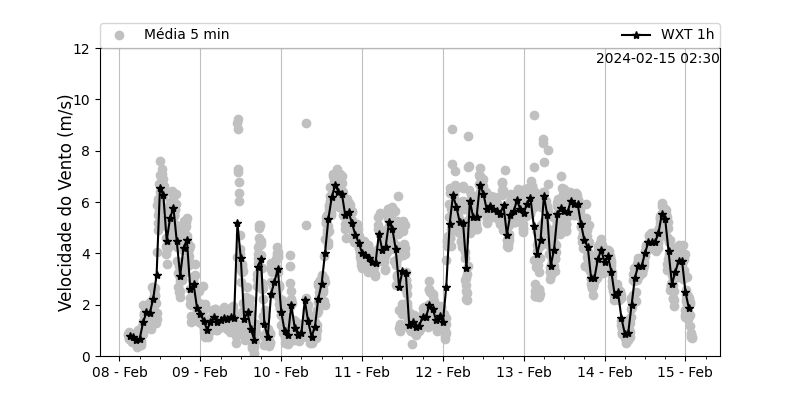 Média 5 min
WXT 1h
2024-02-15 02:30
Velocidade do Vento (m/s)
12
10
8
6
4
2
0
08 - Feb
09 - Feb
10 - Feb
11 - Feb
12 - Feb
13 - Feb
14 - Feb
15 - Feb